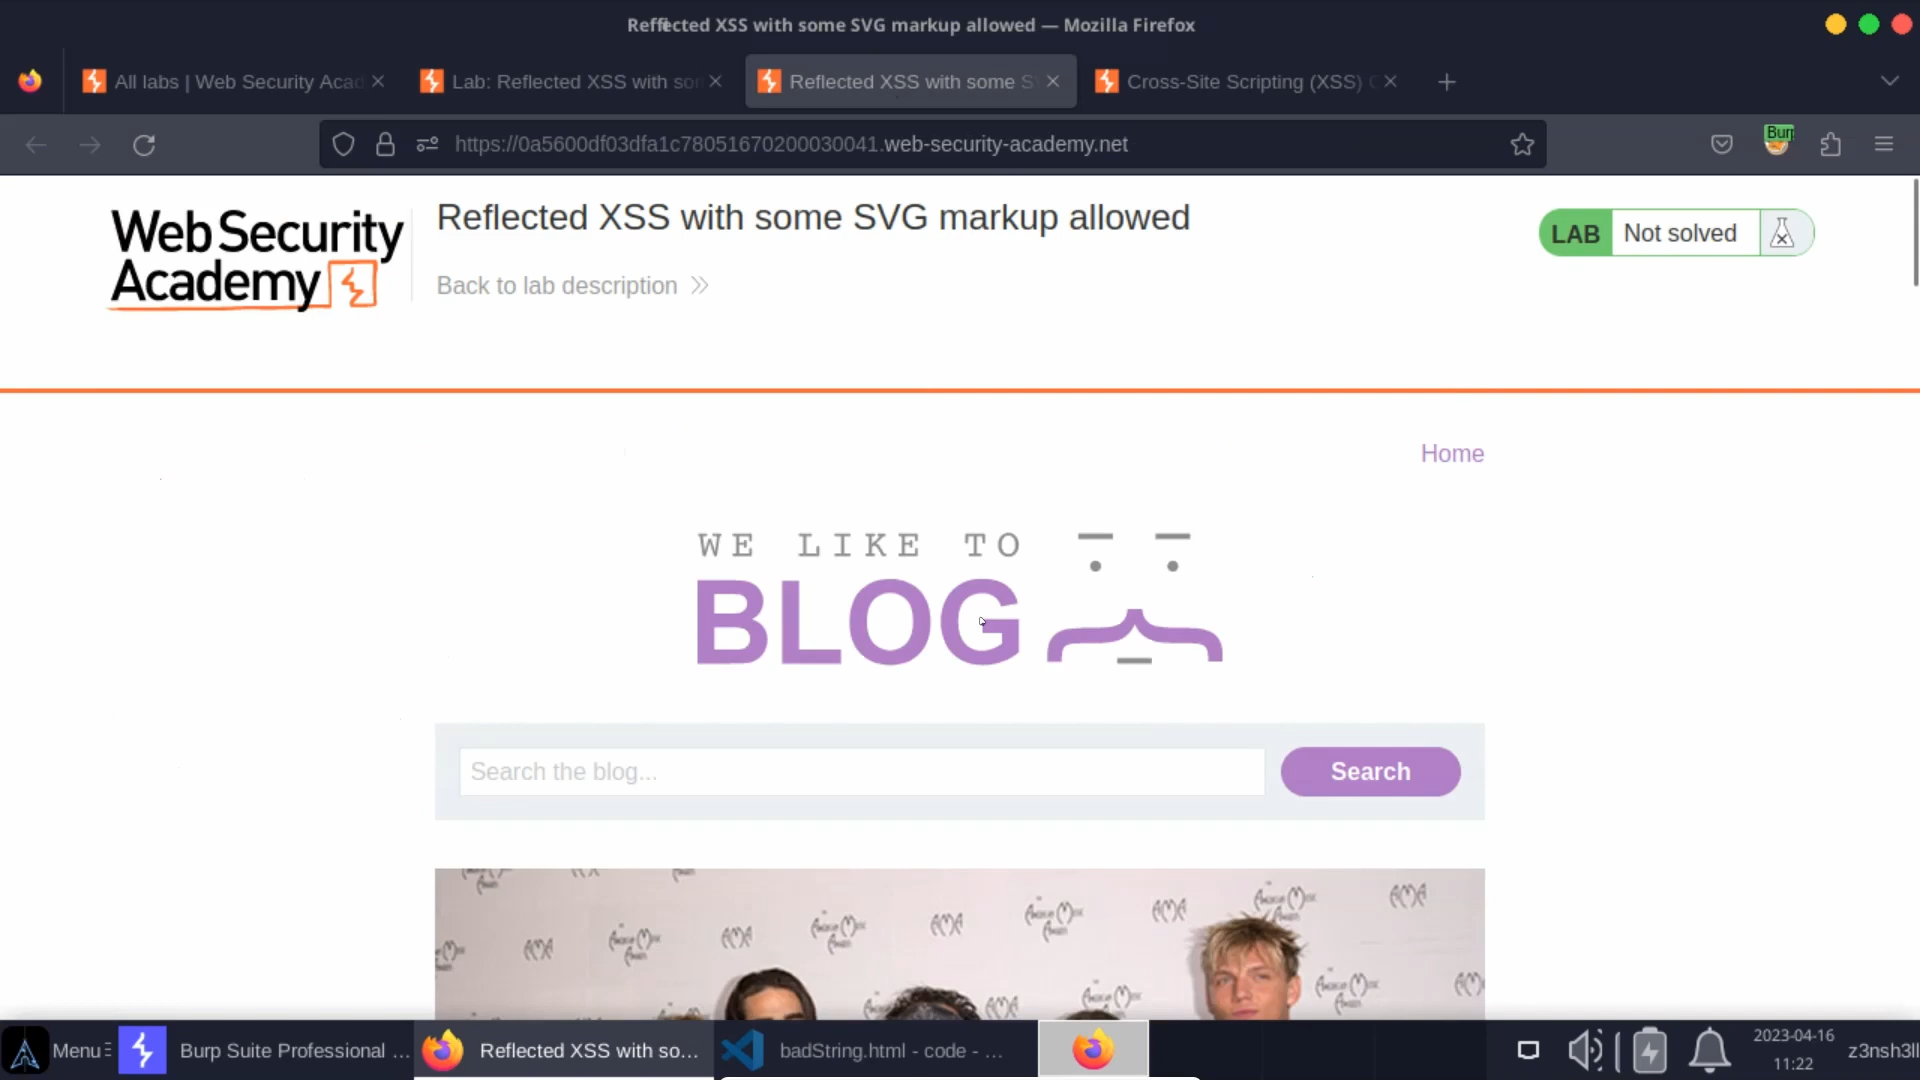 Reflected XSS with some SVG markup allowed — Mozilla Firefox
All labs | Web Security Acad
Lab: Reflected XSS with som
Reflected XSS with some S
Cross-Site Scripting (XSS)
https://0a5600df03dfa1c78051670200030041.web-security-academy.net
Burp
Web Security
Academy
Reflected XSS with some SVG markup allowed
LAB Not solved
Back to lab description
Home
WE LIKE TO
BLOG
Search the blog...
Search
Menu
Burp Suite Professional ...
Reflected XSS with so...
badString.html - code - ...
2023-04-16
11:22
z3nsh3ll